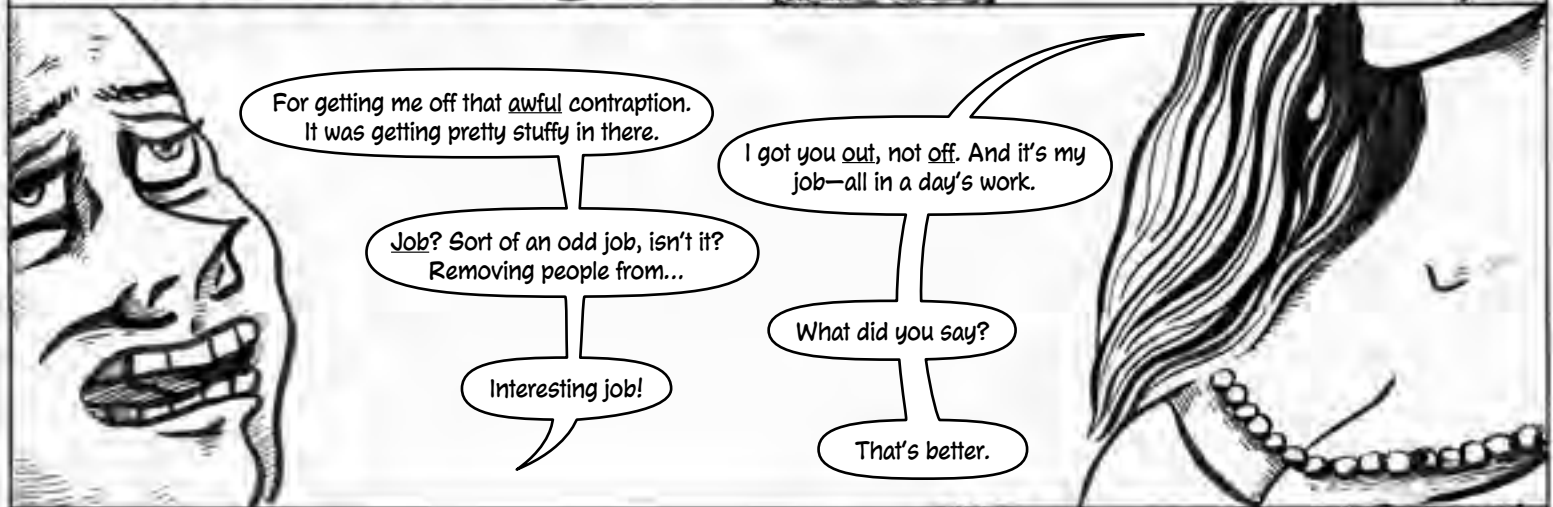 For getting me off that awful contraption.
It was getting pretty stuffy in there.
I got you out, not off. And it's my
job—all in a day's work.
Job? Sort of an odd job, isn't it?
Removing people from...
What did you say?
Interesting job!
That's better.